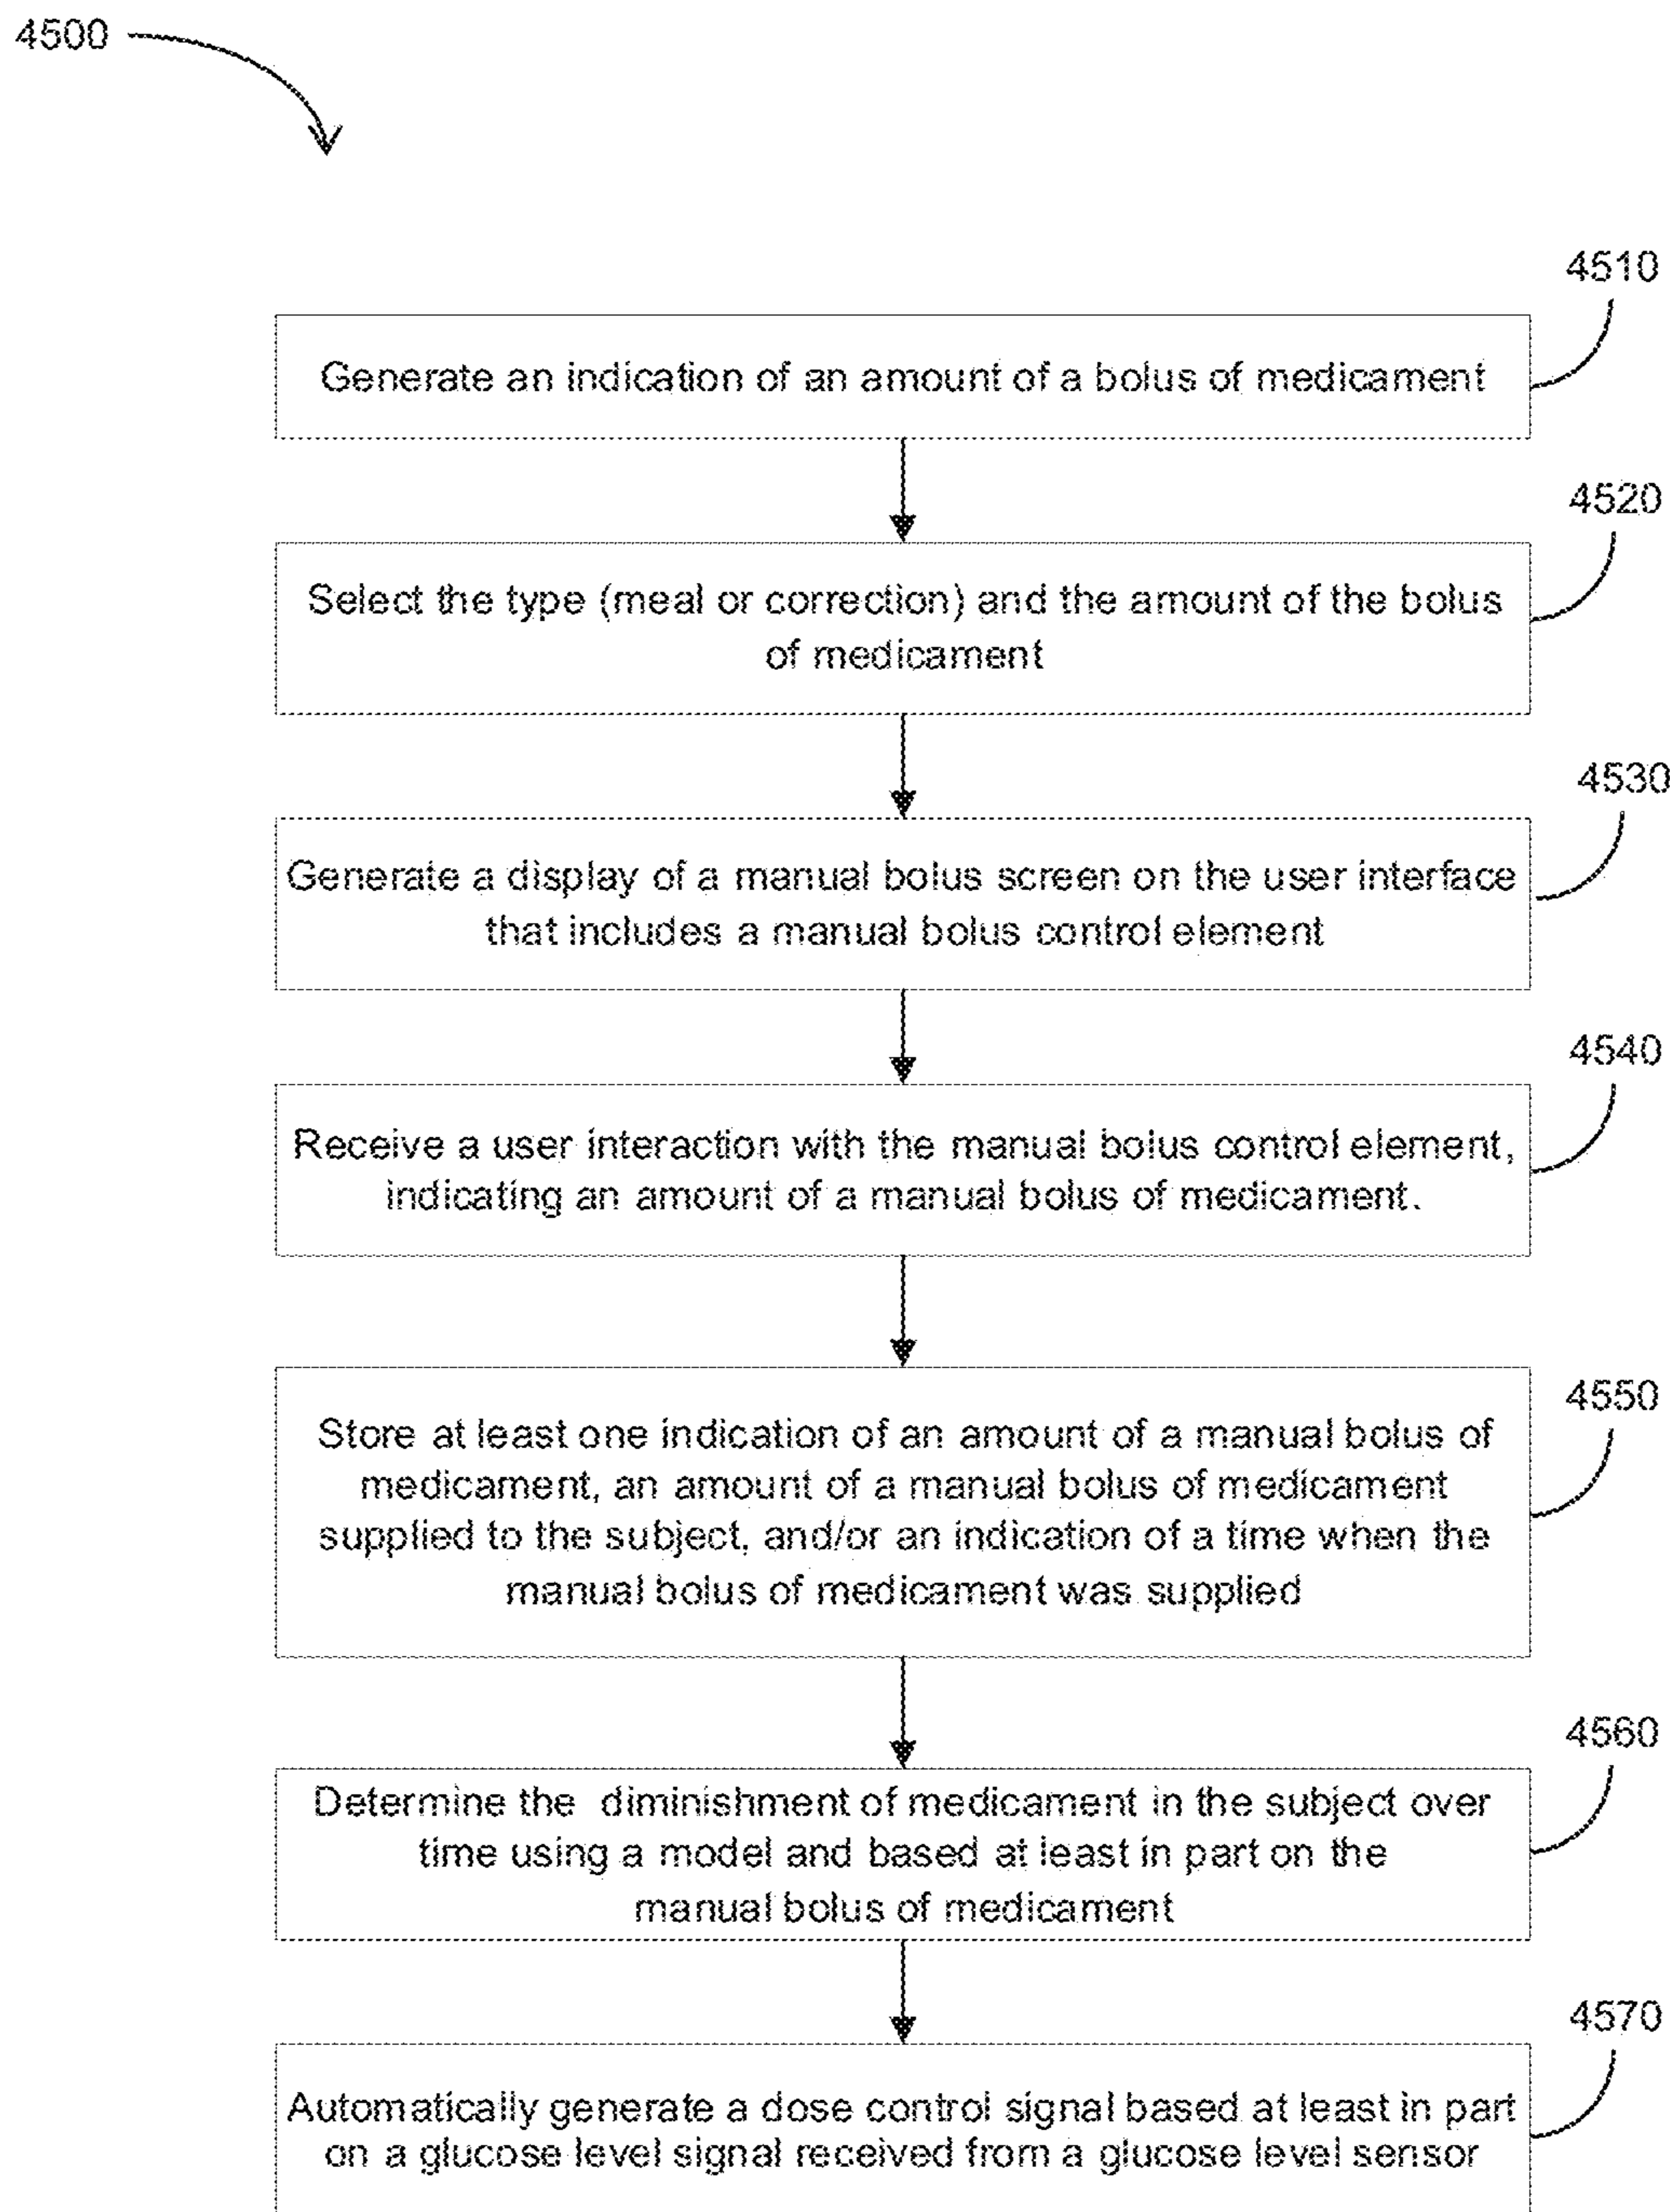 4500
4510
Generate an indication of an amount of a bolus of medicament
4520
Select the type (meal or correction) and the amount of the bolus
of medicament
4530
Generate a display of a manual bolus screen on the user interface
that includes a manual bolus control element
4540
Receive a user interaction with the manual bolus control element,
indicating an amount of a manual bolus of medicament.
4550
Store at least one indication of an amount of a manual bolus of
medicament, an amount of a manual bolus of medicament
supplied to the subject, and/or an indication of a time when the
manual bolus of medicament was supplied
4560
Determine the diminishment of medicament in the subject over
time using a model and based at least in part on the
manual bolus of medicament
4570
Automatically generate a dose control signal based at least in part
on a glucose level signal received from a glucose level sensor